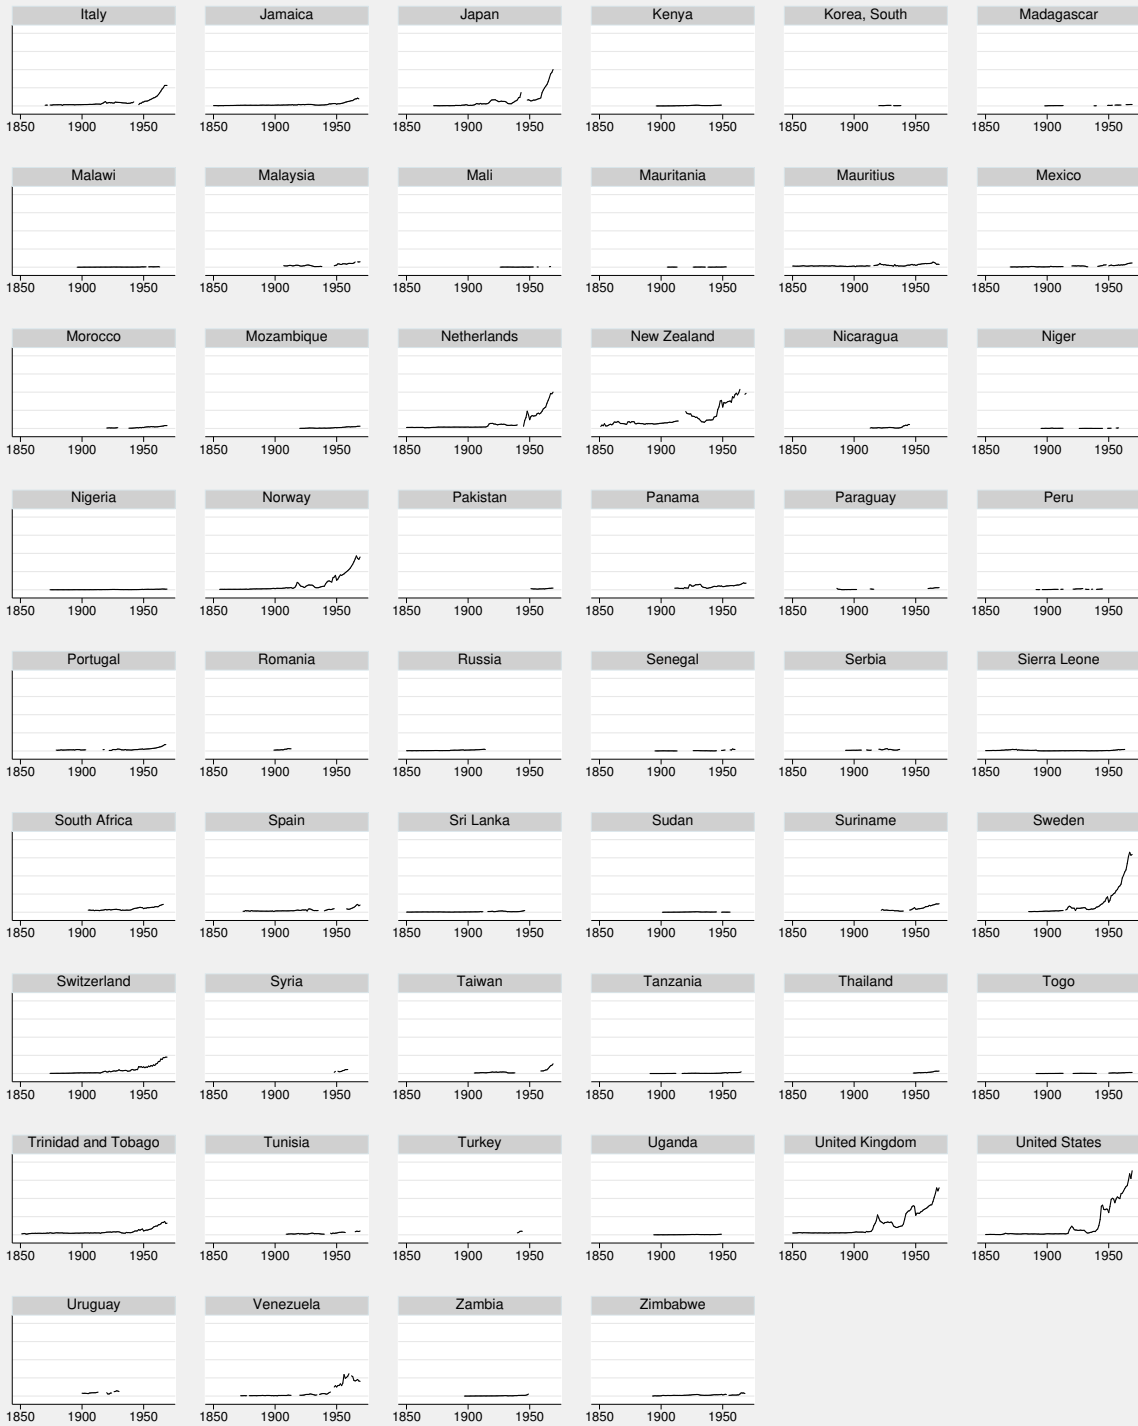 Italy Jamaica Japan Kenya Korea, South Madagascar
1850 1900 1950 1850 1900 1950 1850 1900 1950 1850 1900 1950 1850 1900 1950 1850 1900 1950
Malawi Malaysia Mali Mauritania Mauritius Mexico
1850 1900 1950 1850 1900 1950 1850 1900 1950 1850 1900 1950 1850 1900 1950 1850 1900 1950
Morocco Mozambique Netherlands New Zealand Nicaragua Niger
1850 1900 1950 1850 1900 1950 1850 1900 1950 1850 1900 1950 1850 1900 1950 1850 1900 1950
Nigeria Norway Pakistan Panama Paraguay Peru
1850 1900 1950 1850 1900 1950 1850 1900 1950 1850 1900 1950 1850 1900 1950 1850 1900 1950
Portugal Romania Russia Senegal Serbia Sierra Leone
1850 1900 1950 1850 1900 1950 1850 1900 1950 1850 1900 1950 1850 1900 1950 1850 1900 1950
South Africa Spain Sri Lanka Sudan Suriname Sweden
1850 1900 1950 1850 1900 1950 1850 1900 1950 1850 1900 1950 1850 1900 1950 1850 1900 1950
Switzerland Syria Taiwan Tanzania Thailand Togo
1850 1900 1950 1850 1900 1950 1850 1900 1950 1850 1900 1950 1850 1900 1950 1850 1900 1950
Trinidad and Tobago Tunisia Turkey Uganda United Kingdom United States
1850 1900 1950 1850 1900 1950 1850 1900 1950 1850 1900 1950 1850 1900 1950 1850 1900 1950
Uruguay Venezuela Zambia Zimbabwe
1850 1900 1950 1850 1900 1950 1850 1900 1950 1850 1900 1950